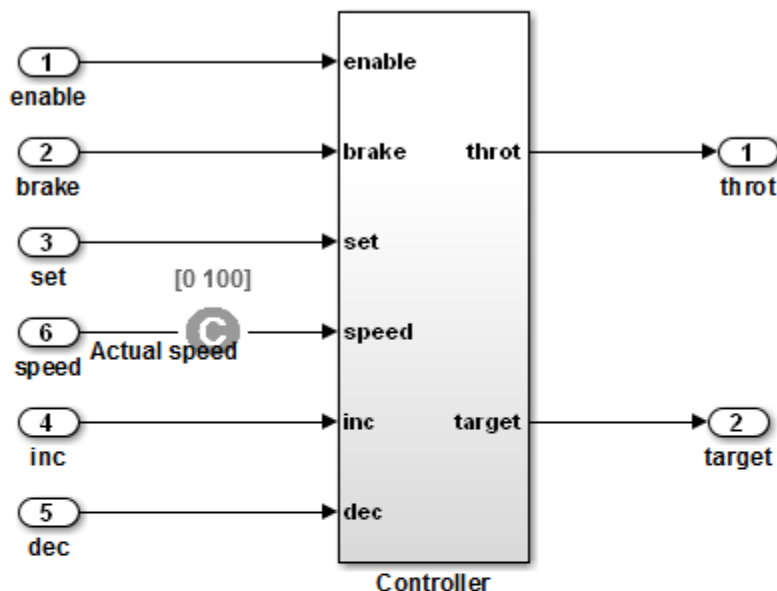 1
enable
enable
2
brake
brake
throt
1
throt
3
set
set
[0 100]
6
speed
Actual speed
C
speed
4
inc
inc
target
2
target
5
dec
dec
Controller